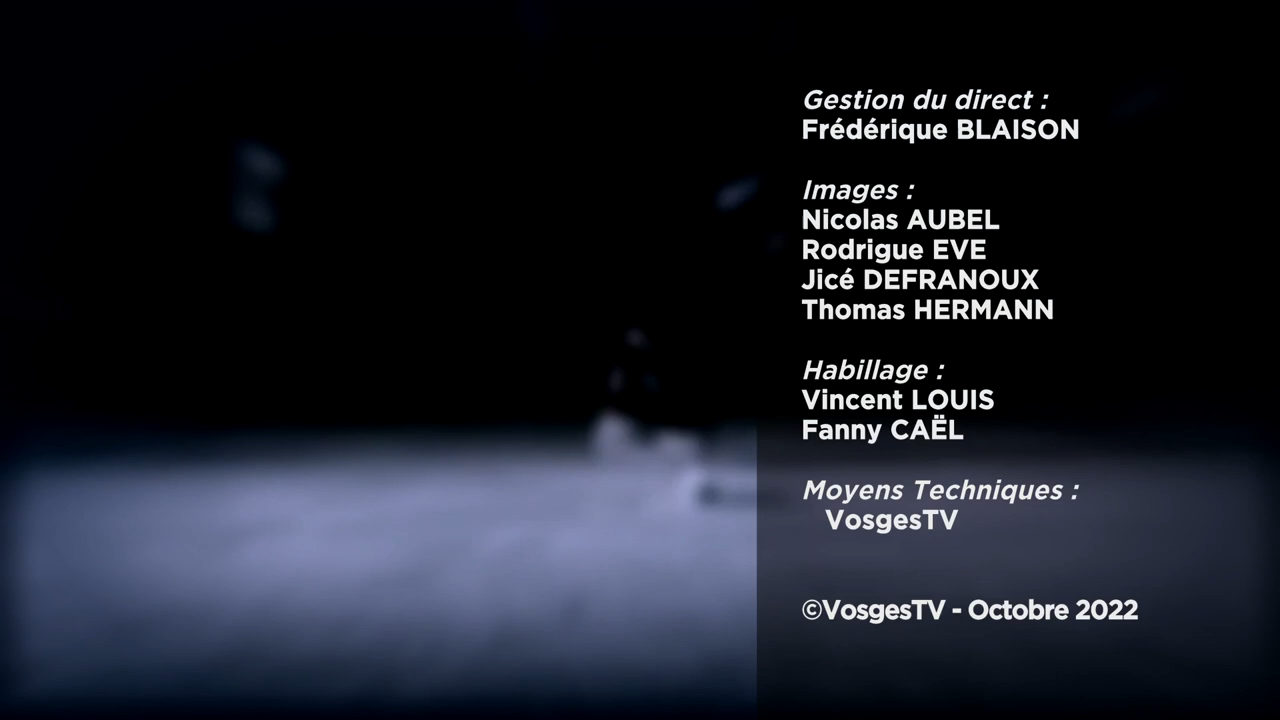 Gestion du direct :
Frédérique BLAISON
Images :
Nicolas AUBEL
Rodrigue EVE
Jicé DEFRANOUX
Thomas HERMANN
Habillage :
Vincent LOUIS
Fanny CAËL
Moyens Techniques :
VosgesTV
©VosgesTV - Octobre 2022